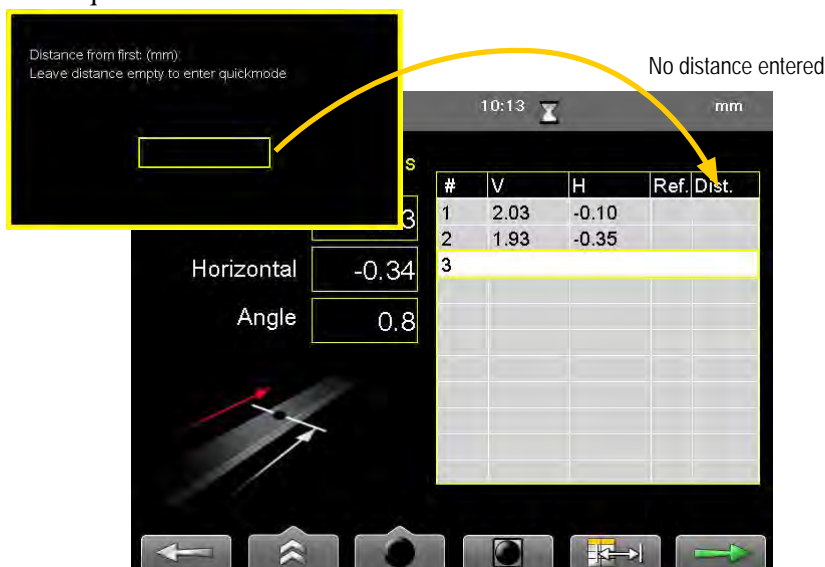 Distance from first: (mm):
Leave distance empty to enter quickmode
No distance entered
10:13 mm
s
# V H Ref. Dist.
3
1 2.03 -0.10
2 1.93 -0.35
Horizontal -0.34 3
Angle 0.8